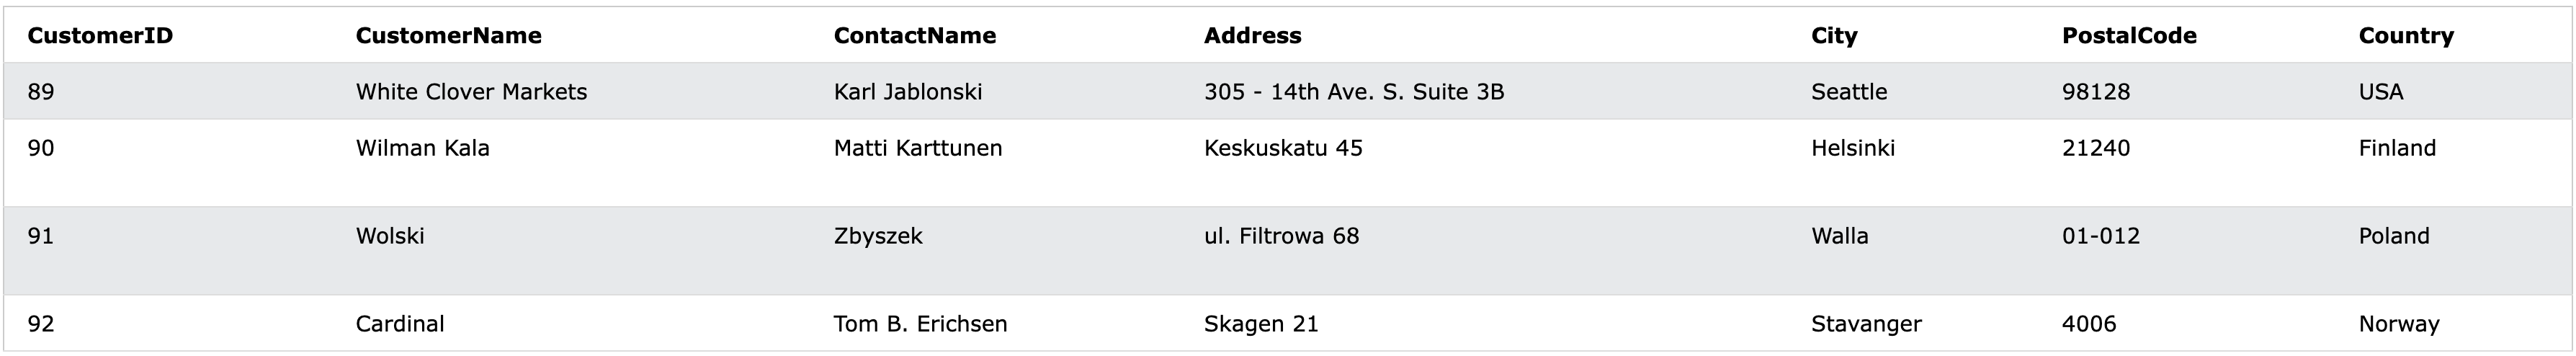 CustomerID CustomerName ContactName Address City PostalCode Country
89 White Clover Markets Karl Jablonski 305 - 14th Ave. S. Suite 3B Seattle 98128 USA
90 Wilman Kala Matti Karttunen Keskuskatu 45 Helsinki 21240 Finland
91 Wolski Zbyszek ul. Filtrowa 68 Walla 01-012 Poland
92 Cardinal Tom B. Erichsen Skagen 21 Stavanger 4006 Norway